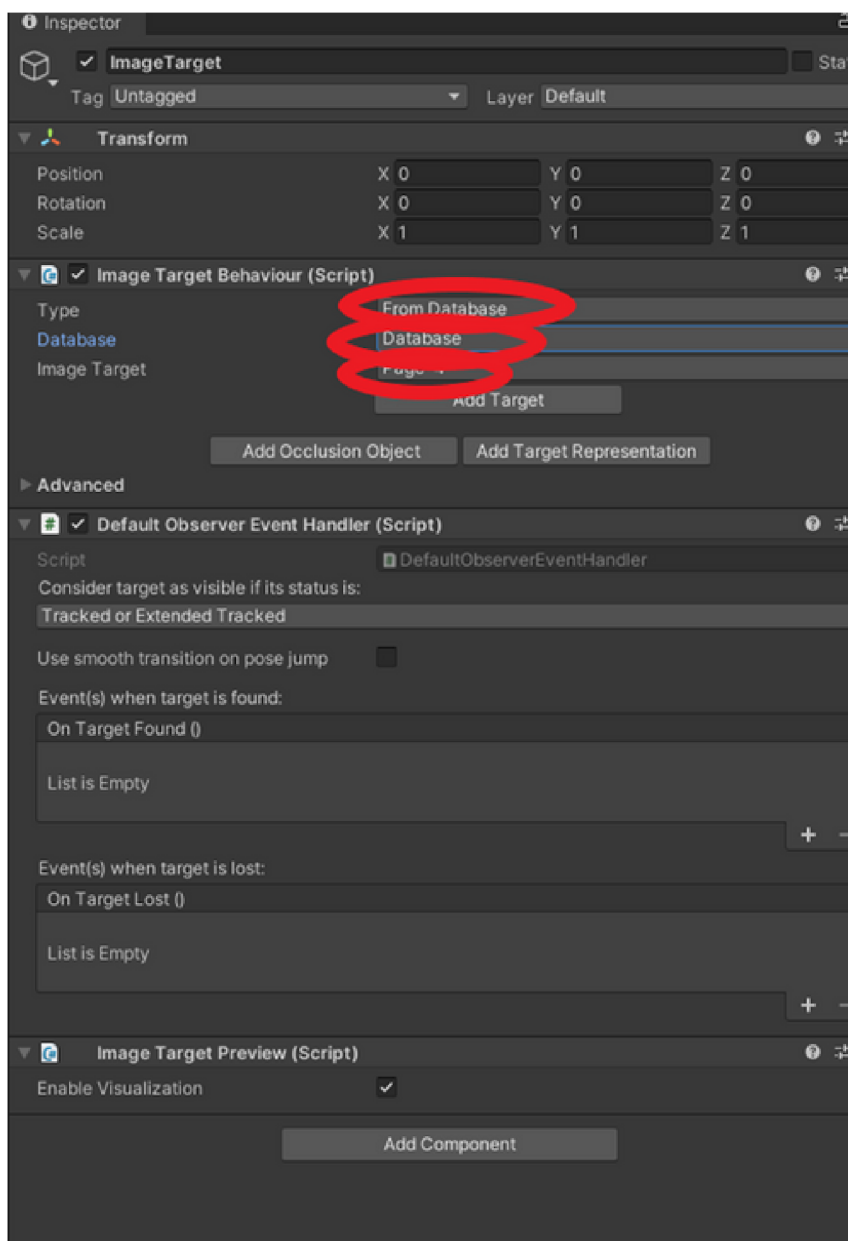 Inspector
ImageTarget
Tag Untagged Layer Default
Transform
Position X 0 Y 0 Z 0
Rotation X 0 Y 0 Z 0
Scale X 1 Y 1 Z 1
Image Target Behaviour (Script)
Type From Database
Database Database
Image Target
Add Target
Add Occlusion Object Add Target Representation
Advanced
Default Observer Event Handler (Script)
Script DefaultObserverEventHandler
Consider target as visible if its status is:
Tracked or Extended Tracked
Use smooth transition on pose jump
Event(s) when target is found:
On Target Found ()
List is Empty
Event(s) when target is lost:
On Target Lost ()
List is Empty
Image Target Preview (Script)
Enable Visualization
Add Component